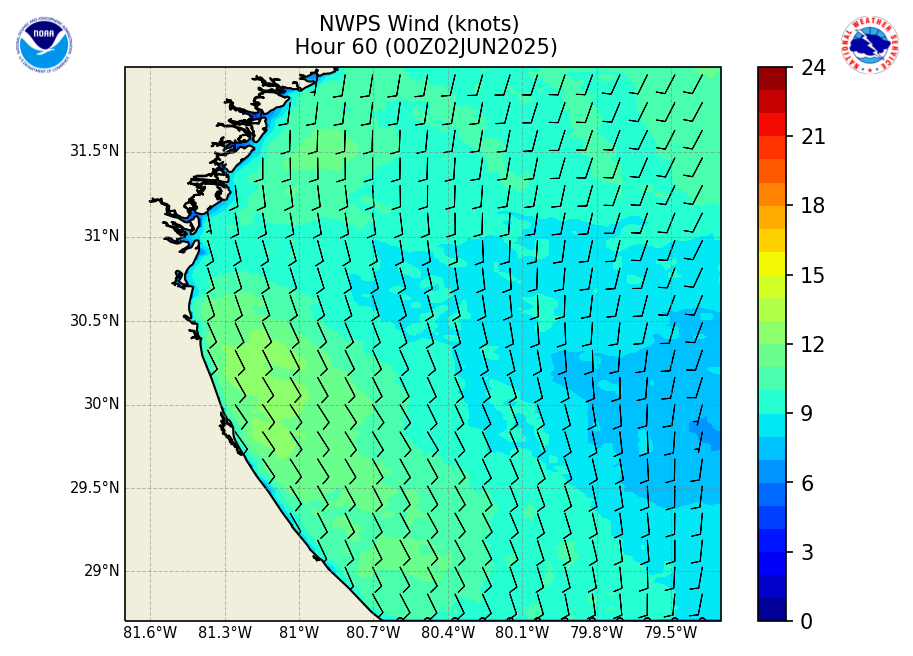 NWPS Wind (knots)
Hour 60 (00Z02JUN2025)
NOAA
NATIONAL WEATHER SERVICE
24
21
18
15
12
9
6
3
0
31.5°N
31°N
30.5°N
30°N
29.5°N
29°N
81.6°W 81.3°W 81°W 80.7°W 80.4°W 80.1°W 79.8°W 79.5°W